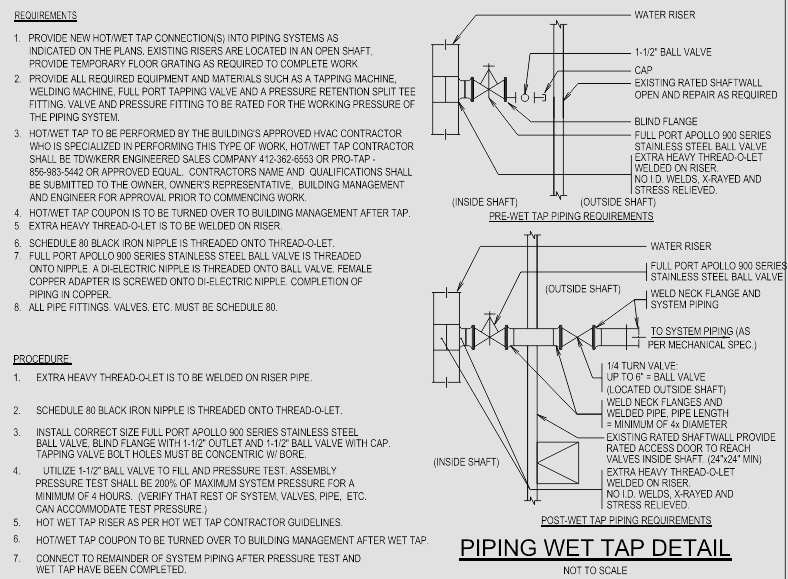 REQUIREMENTS
1. PROVIDE NEW HOT/WET TAP CONNECTION(S) INTO PIPING SYSTEMS AS
INDICATED ON THE PLANS. EXISTING RISERS ARE LOCATED IN AN OPEN SHAFT,
PROVIDE TEMPORARY FLOOR GRATING AS REQUIRED TO COMPLETE WORK.
2. PROVIDE ALL REQUIRED EQUIPMENT AND MATERIALS SUCH AS A TAPPING MACHINE,
WELDING MACHINE, FULL PORT TAPPING VALVE AND A PRESSURE RETENTION SPLIT TEE
FITTING. VALVE AND PRESSURE FITTING TO BE RATED FOR THE WORKING PRESSURE OF
THE PIPING SYSTEM.
3. HOT/WET TAP TO BE PERFORMED BY THE BUILDING'S APPROVED HVAC CONTRACTOR
WHO IS SPECIALIZED IN PERFORMING THIS TYPE OF WORK, HOT/WET TAP CONTRACTOR
SHALL BE TDW/KERR ENGINEERED SALES COMPANY 412-362-6553 OR PRO-TAP -
856-983-5442 OR APPROVED EQUAL. CONTRACTORS NAME AND QUALIFICATIONS SHALL
BE SUBMITTED TO THE OWNER, OWNER'S REPRESENTATIVE, BUILDING MANAGEMENT
AND ENGINEER FOR APPROVAL PRIOR TO COMMENCING WORK.
4. HOT/WET TAP COUPON IS TO BE TURNED OVER TO BUILDING MANAGEMENT AFTER TAP.
5. EXTRA HEAVY THREAD-O-LET IS TO BE WELDED ON RISER.
6. SCHEDULE 80 BLACK IRON NIPPLE IS THREADED ONTO THREAD-O-LET.
7. FULL PORT APOLLO 900 SERIES STAINLESS STEEL BALL VALVE IS THREADED
ONTO NIPPLE. A DI-ELECTRIC NIPPLE IS THREADED ONTO BALL VALVE. FEMALE
COPPER ADAPTER IS SCREWED ONTO DI-ELECTRIC NIPPLE. COMPLETION OF
PIPING IN COPPER.
8. ALL PIPE FITTINGS. VALVES. ETC. MUST BE SCHEDULE 80.
PROCEDURE
1. EXTRA HEAVY THREAD-O-LET IS TO BE WELDED ON RISER PIPE.
2. SCHEDULE 80 BLACK IRON NIPPLE IS THREADED ONTO THREAD-O-LET.
3. INSTALL CORRECT SIZE FULL PORT APOLLO 900 SERIES STAINLESS STEEL
BALL VALVE, BLIND FLANGE WITH 1-1/2" OUTLET AND 1-1/2" BALL VALVE WITH CAP.
TAPPING VALVE BOLT HOLES MUST BE CONCENTRIC W/ BORE.
4. UTILIZE 1-1/2" BALL VALVE TO FILL AND PRESSURE TEST. ASSEMBLY
PRESSURE TEST SHALL BE 200% OF MAXIMUM SYSTEM PRESSURE FOR A
MINIMUM OF 4 HOURS. (VERIFY THAT REST OF SYSTEM, VALVES, PIPE, ETC.
CAN ACCOMMODATE TEST PRESSURE.)
5. HOT WET TAP RISER AS PER HOT WET TAP CONTRACTOR GUIDELINES.
6. HOT/WET TAP COUPON TO BE TURNED OVER TO BUILDING MANAGEMENT AFTER WET TAP.
7. CONNECT TO REMAINDER OF SYSTEM PIPING AFTER PRESSURE TEST AND
WET TAP HAVE BEEN COMPLETED.
WATER RISER
1-1/2" BALL VALVE
CAP
EXISTING RATED SHAFTWALL
OPEN AND REPAIR AS REQUIRED
BLIND FLANGE
FULL PORT APOLLO 900 SERIES
STAINLESS STEEL BALL VALVE
EXTRA HEAVY THREAD-O-LET
WELDED ON RISER.
NO I.D. WELDS, X-RAYED AND
STRESS RELIEVED.
(INSIDE SHAFT)
(OUTSIDE SHAFT)
PRE-WET TAP PIPING REQUIREMENTS
WATER RISER
FULL PORT APOLLO 900 SERIES
STAINLESS STEEL BALL VALVE
(OUTSIDE SHAFT)
WELD NECK FLANGE AND
SYSTEM PIPING
TO SYSTEM PIPING (AS
PER MECHANICAL SPEC.)
1/4 TURN VALVE:
UP TO 6" = BALL VALVE
(LOCATED OUTSIDE SHAFT)
WELD NECK FLANGES AND
WELDED PIPE, PIPE LENGTH
= MINIMUM OF 4x DIAMETER
EXISTING RATED SHAFTWALL PROVIDE
RATED ACCESS DOOR TO REACH
VALVES INSIDE SHAFT. (24"x24" MIN)
(INSIDE SHAFT)
EXTRA HEAVY THREAD-O-LET
WELDED ON RISER.
NO I.D. WELDS, X-RAYED AND
STRESS RELIEVED.
POST-WET TAP PIPING REQUIREMENTS
PIPING WET TAP DETAIL
NOT TO SCALE